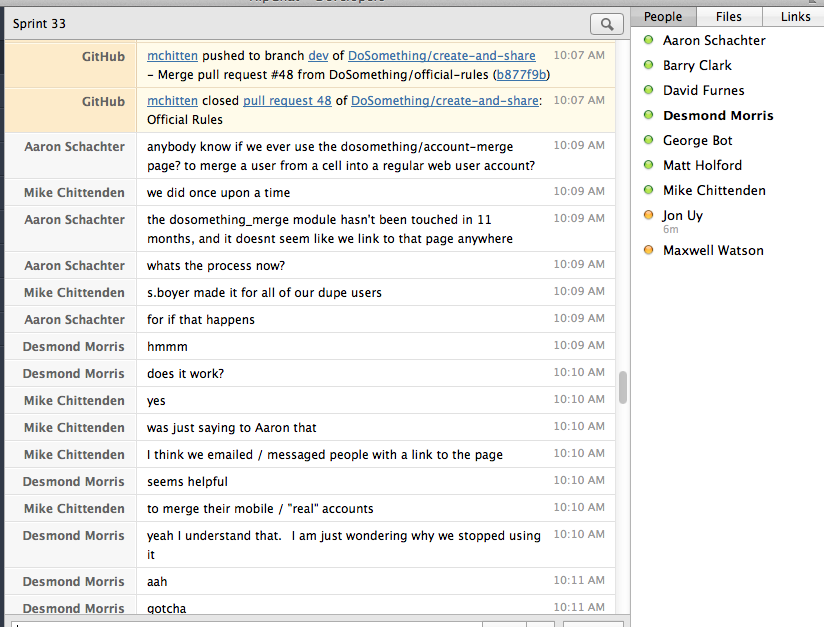 Sprint 33
GitHub
mchitten pushed to branch dev of DoSomething/create-and-share
10:07 AM
– Merge pull request #48 from DoSomething/official-rules (b877f9b)
GitHub
mchitten closed pull request 48 of DoSomething/create-and-share:
10:07 AM
Official Rules
Aaron Schachter
anybody know if we ever use the dosomething/account-merge
10:09 AM
page? to merge a user from a cell into a regular web user account?
Mike Chittenden
we did once upon a time
10:09 AM
Aaron Schachter
the dosomething_merge module hasn't been touched in 11
10:09 AM
months, and it doesnt seem like we link to that page anywhere
Aaron Schachter
whats the process now?
10:09 AM
Mike Chittenden
s.boyer made it for all of our dupe users
10:09 AM
Aaron Schachter
for if that happens
10:09 AM
Desmond Morris
hmmm
10:09 AM
Desmond Morris
does it work?
10:10 AM
Mike Chittenden
yes
10:10 AM
Mike Chittenden
was just saying to Aaron that
10:10 AM
Mike Chittenden
I think we emailed / messaged people with a link to the page
10:10 AM
Desmond Morris
seems helpful
10:10 AM
Mike Chittenden
to merge their mobile / "real" accounts
10:10 AM
Desmond Morris
yeah I understand that.  I am just wondering why we stopped using
10:10 AM
it
Desmond Morris
aah
10:11 AM
Desmond Morris
gotcha
10:11 AM
People
Files
Links
Aaron Schachter
Barry Clark
David Furnes
Desmond Morris
George Bot
Matt Holford
Mike Chittenden
Jon Uy
6m
Maxwell Watson